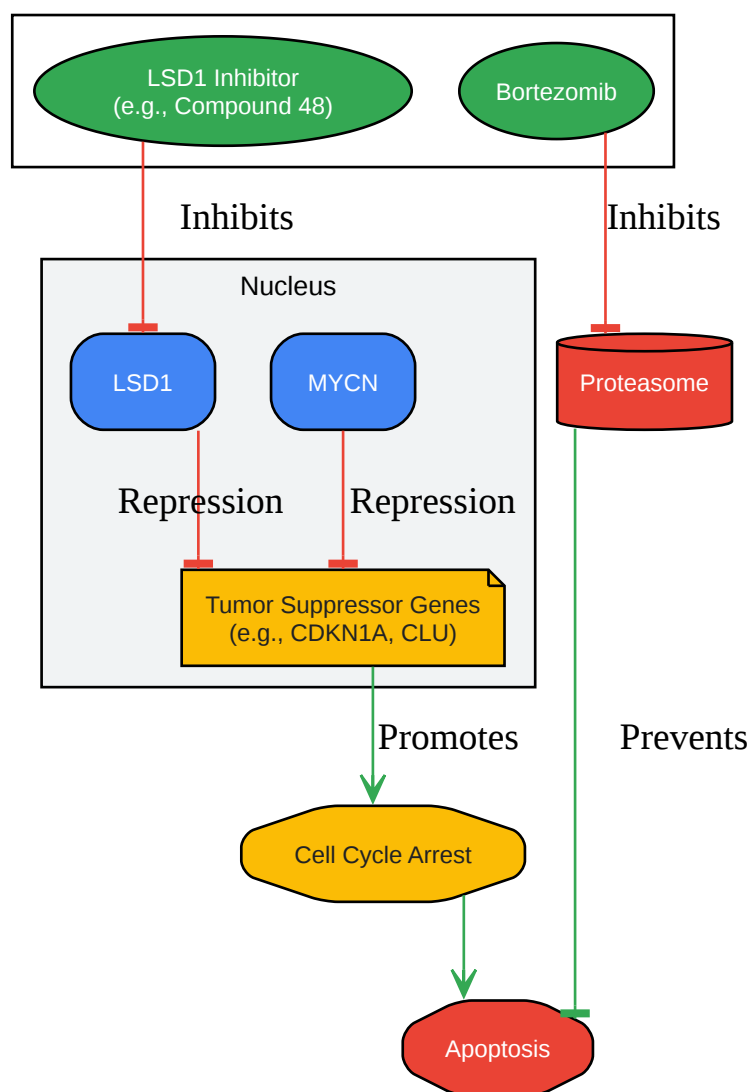 LSD1 Inhibitor
(e.g., Compound 48)
Bortezomib
Inhibits
Inhibits
Nucleus
LSD1
MYCN
Proteasome
Repression
Repression
Tumor Suppressor Genes
(e.g., CDKN1A, CLU)
Promotes
Prevents
Cell Cycle Arrest
Apoptosis